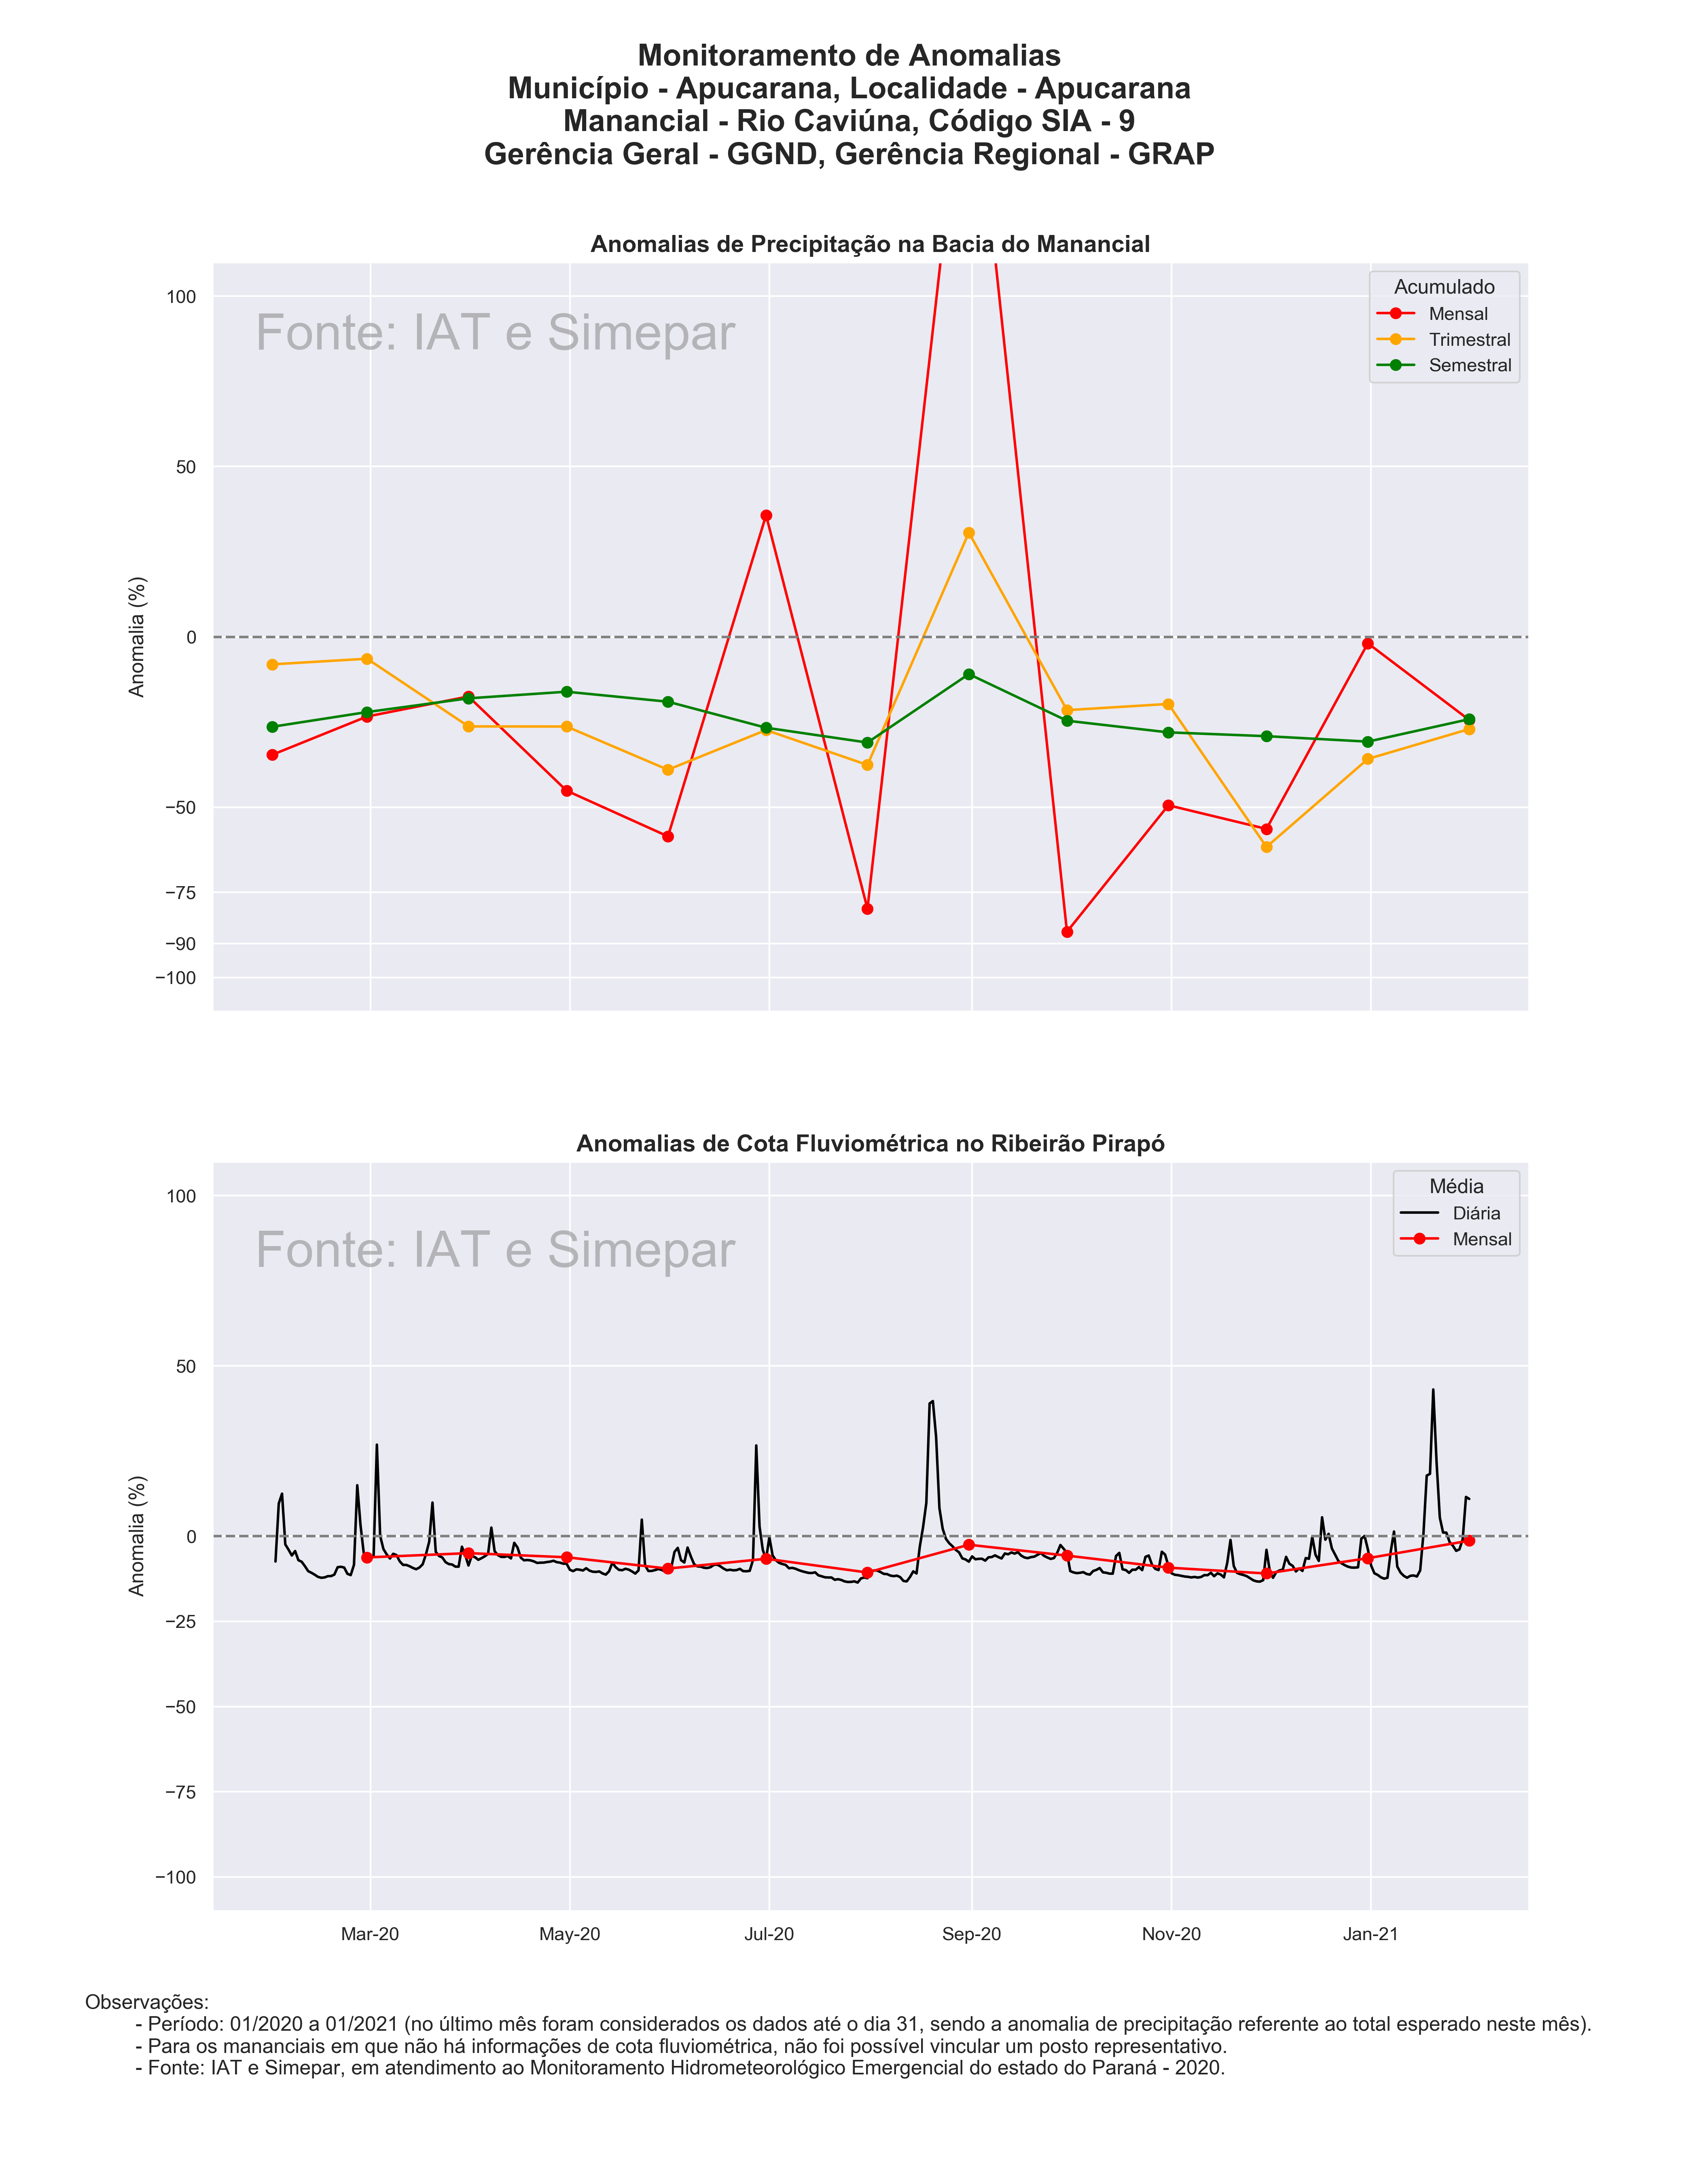 Monitoramento de Anomalias
Município - Apucarana, Localidade - Apucarana
Manancial - Rio Caviúna, Código SIA - 9
Gerência Geral - GGND, Gerência Regional - GRAP
Anomalias de Precipitação na Bacia do Manancial
Fonte: IAT e Simepar
Acumulado
Mensal
Trimestral
Semestral
Anomalia (%)
100
50
0
−50
−75
−90
−100
Anomalias de Cota Fluviométrica no Ribeirão Pirapó
Fonte: IAT e Simepar
Média
Diária
Mensal
Anomalia (%)
100
50
0
−25
−50
−75
−100
Mar-20 May-20 Jul-20 Sep-20 Nov-20 Jan-21
Observações:
- Período: 01/2020 a 01/2021 (no último mês foram considerados os dados até o dia 31, sendo a anomalia de precipitação referente ao total esperado neste mês).
- Para os mananciais em que não há informações de cota fluviométrica, não foi possível vincular um posto representativo.
- Fonte: IAT e Simepar, em atendimento ao Monitoramento Hidrometeorológico Emergencial do estado do Paraná - 2020.